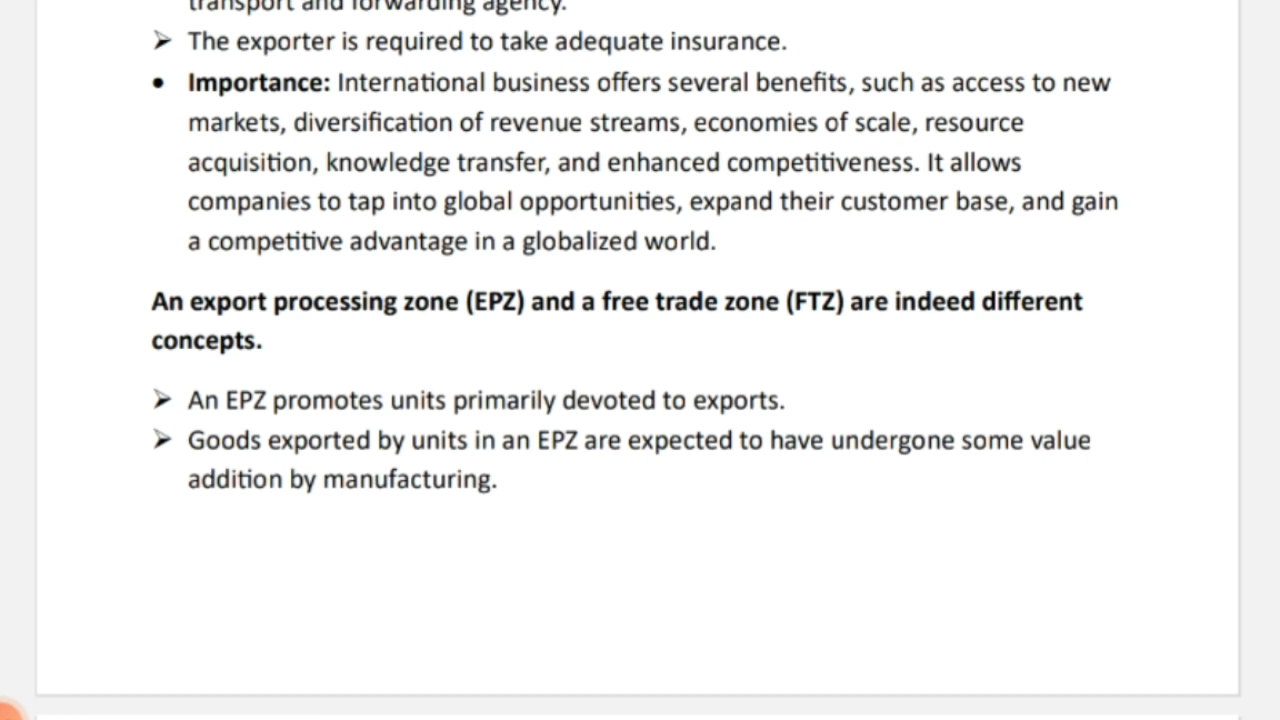 transport and forwarding agency.
➢ The exporter is required to take adequate insurance.
• Importance: International business offers several benefits, such as access to new
markets, diversification of revenue streams, economies of scale, resource
acquisition, knowledge transfer, and enhanced competitiveness. It allows
companies to tap into global opportunities, expand their customer base, and gain
a competitive advantage in a globalized world.
An export processing zone (EPZ) and a free trade zone (FTZ) are indeed different
concepts.
➢ An EPZ promotes units primarily devoted to exports.
➢ Goods exported by units in an EPZ are expected to have undergone some value
addition by manufacturing.